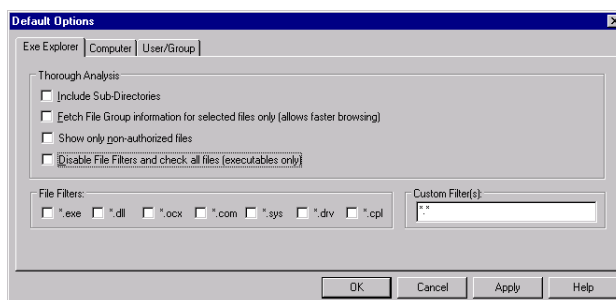 Default Options
Exe Explorer Computer User/Group
Thorough Analysis
Include Sub-Directories
Fetch File Group information for selected files only (allows faster browsing)
Show only non-authorized files
Disable File Filters and check all files (executables only)
File Filters: Custom Filter(s):
*.exe *.dll *.ocx *.com *.sys *.drv *.cpl *.*
OK Cancel Apply Help